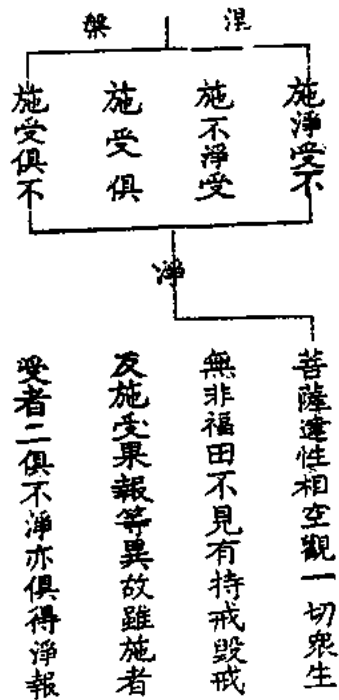 涅槃
施淨受不
施不淨受
施受俱
施受俱不
淨
菩薩達性相空觀一切衆生
無非福田不見有持戒毀戒
及施受果報等異故雖施者
受者二俱不淨亦俱得淨報